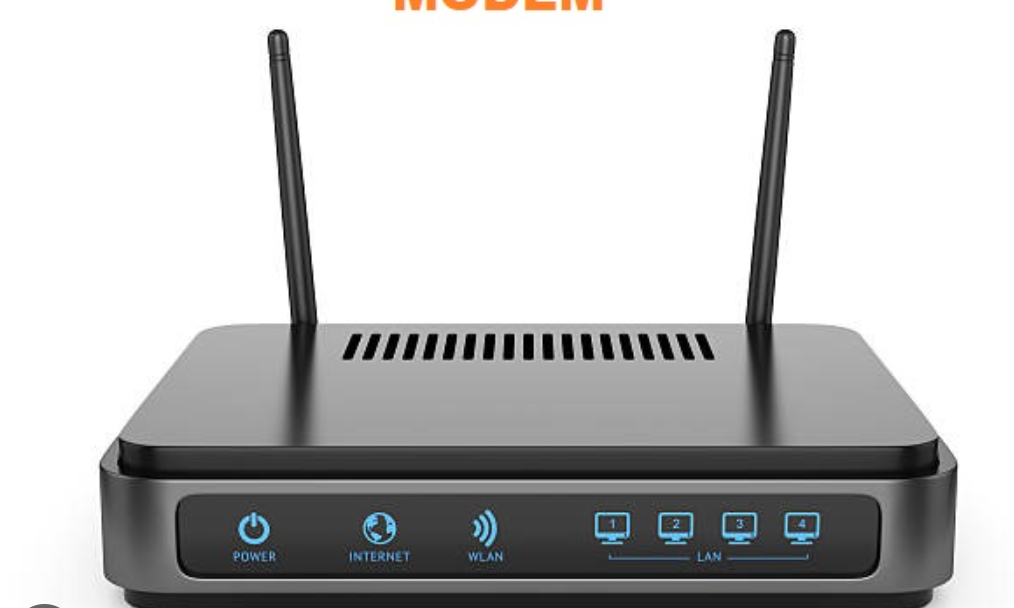 MODEM
1 2 3 4
POWER INTERNET WLAN LAN